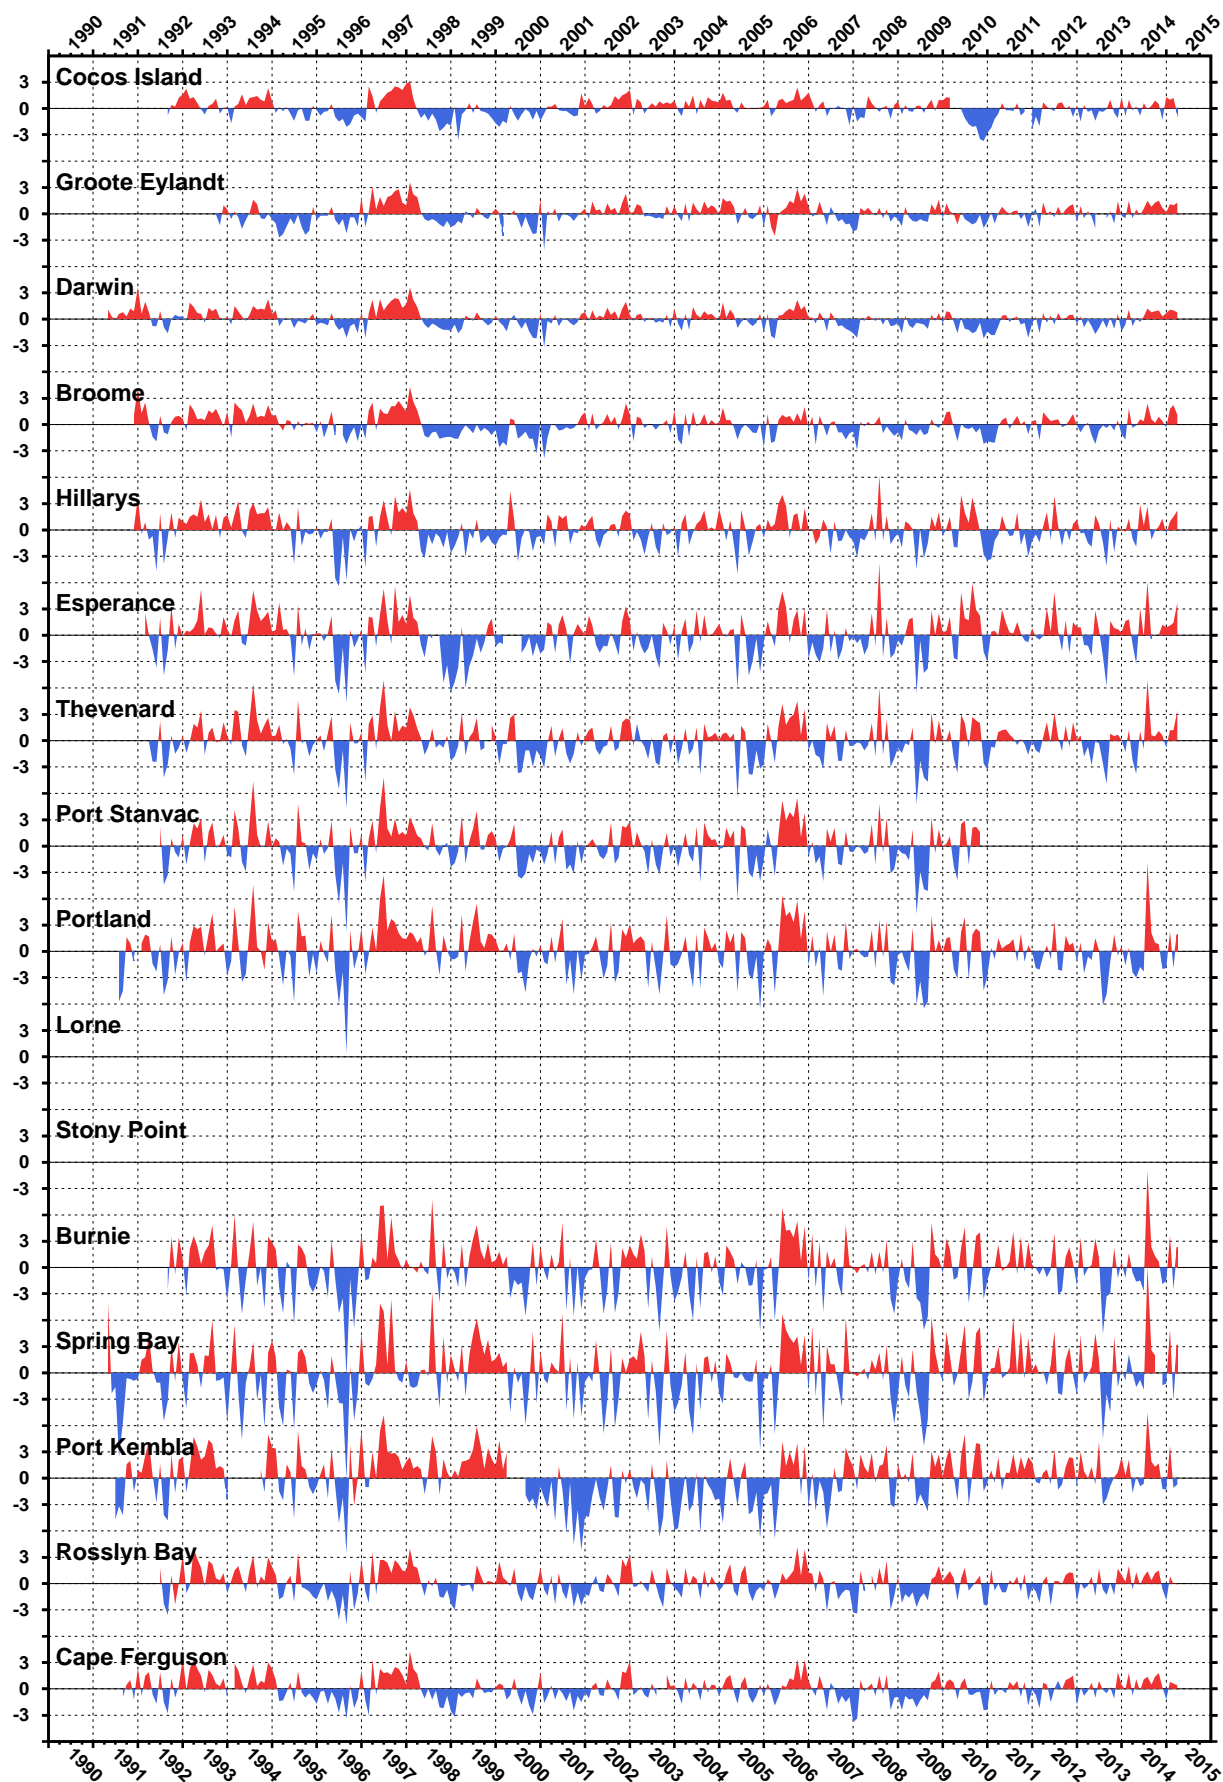 1990 1991 1992 1993 1994 1995 1996 1997 1998 1999 2000 2001 2002 2003 2004 2005 2006 2007 2008 2009 2010 2011 2012 2013 2014 2015
Cocos Island
3
0
-3
Groote Eylandt
3
0
-3
Darwin
3
0
-3
Broome
3
0
-3
Hillarys
3
0
-3
Esperance
3
0
-3
Thevenard
3
0
-3
Port Stanvac
3
0
-3
Portland
3
0
-3
Lorne
3
0
-3
Stony Point
3
0
-3
Burnie
3
0
-3
Spring Bay
3
0
-3
Port Kembla
3
0
-3
Rosslyn Bay
3
0
-3
Cape Ferguson
3
0
-3
1990 1991 1992 1993 1994 1995 1996 1997 1998 1999 2000 2001 2002 2003 2004 2005 2006 2007 2008 2009 2010 2011 2012 2013 2014 2015